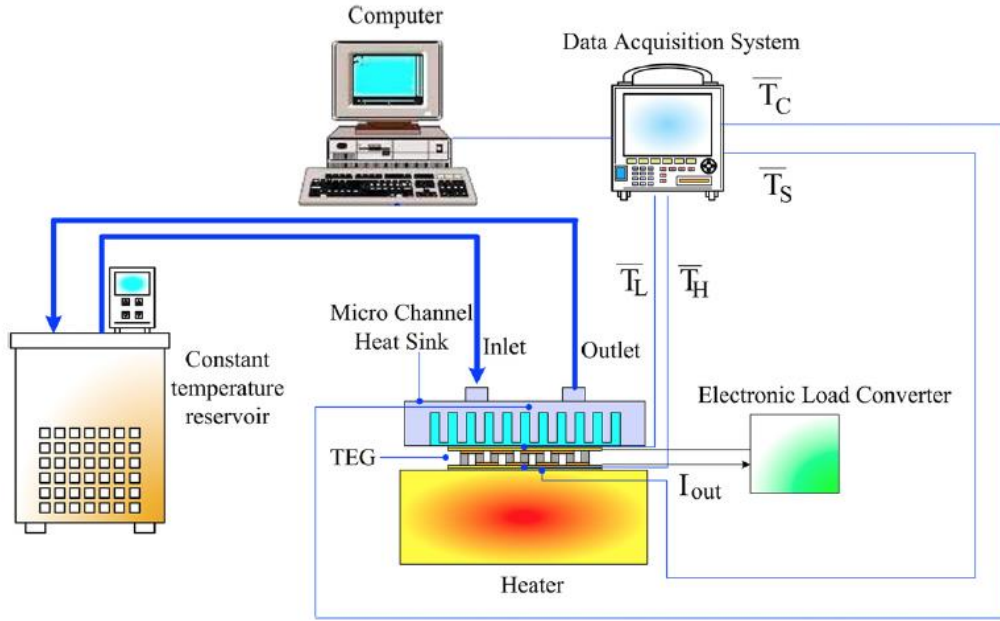 Computer
Data Acquisition System
T̅C
T̅S
T̅L
T̅H
Micro Channel
Heat Sink
Inlet
Outlet
Constant
temperature
reservoir
Electronic Load Converter
TEG
Iout
Heater